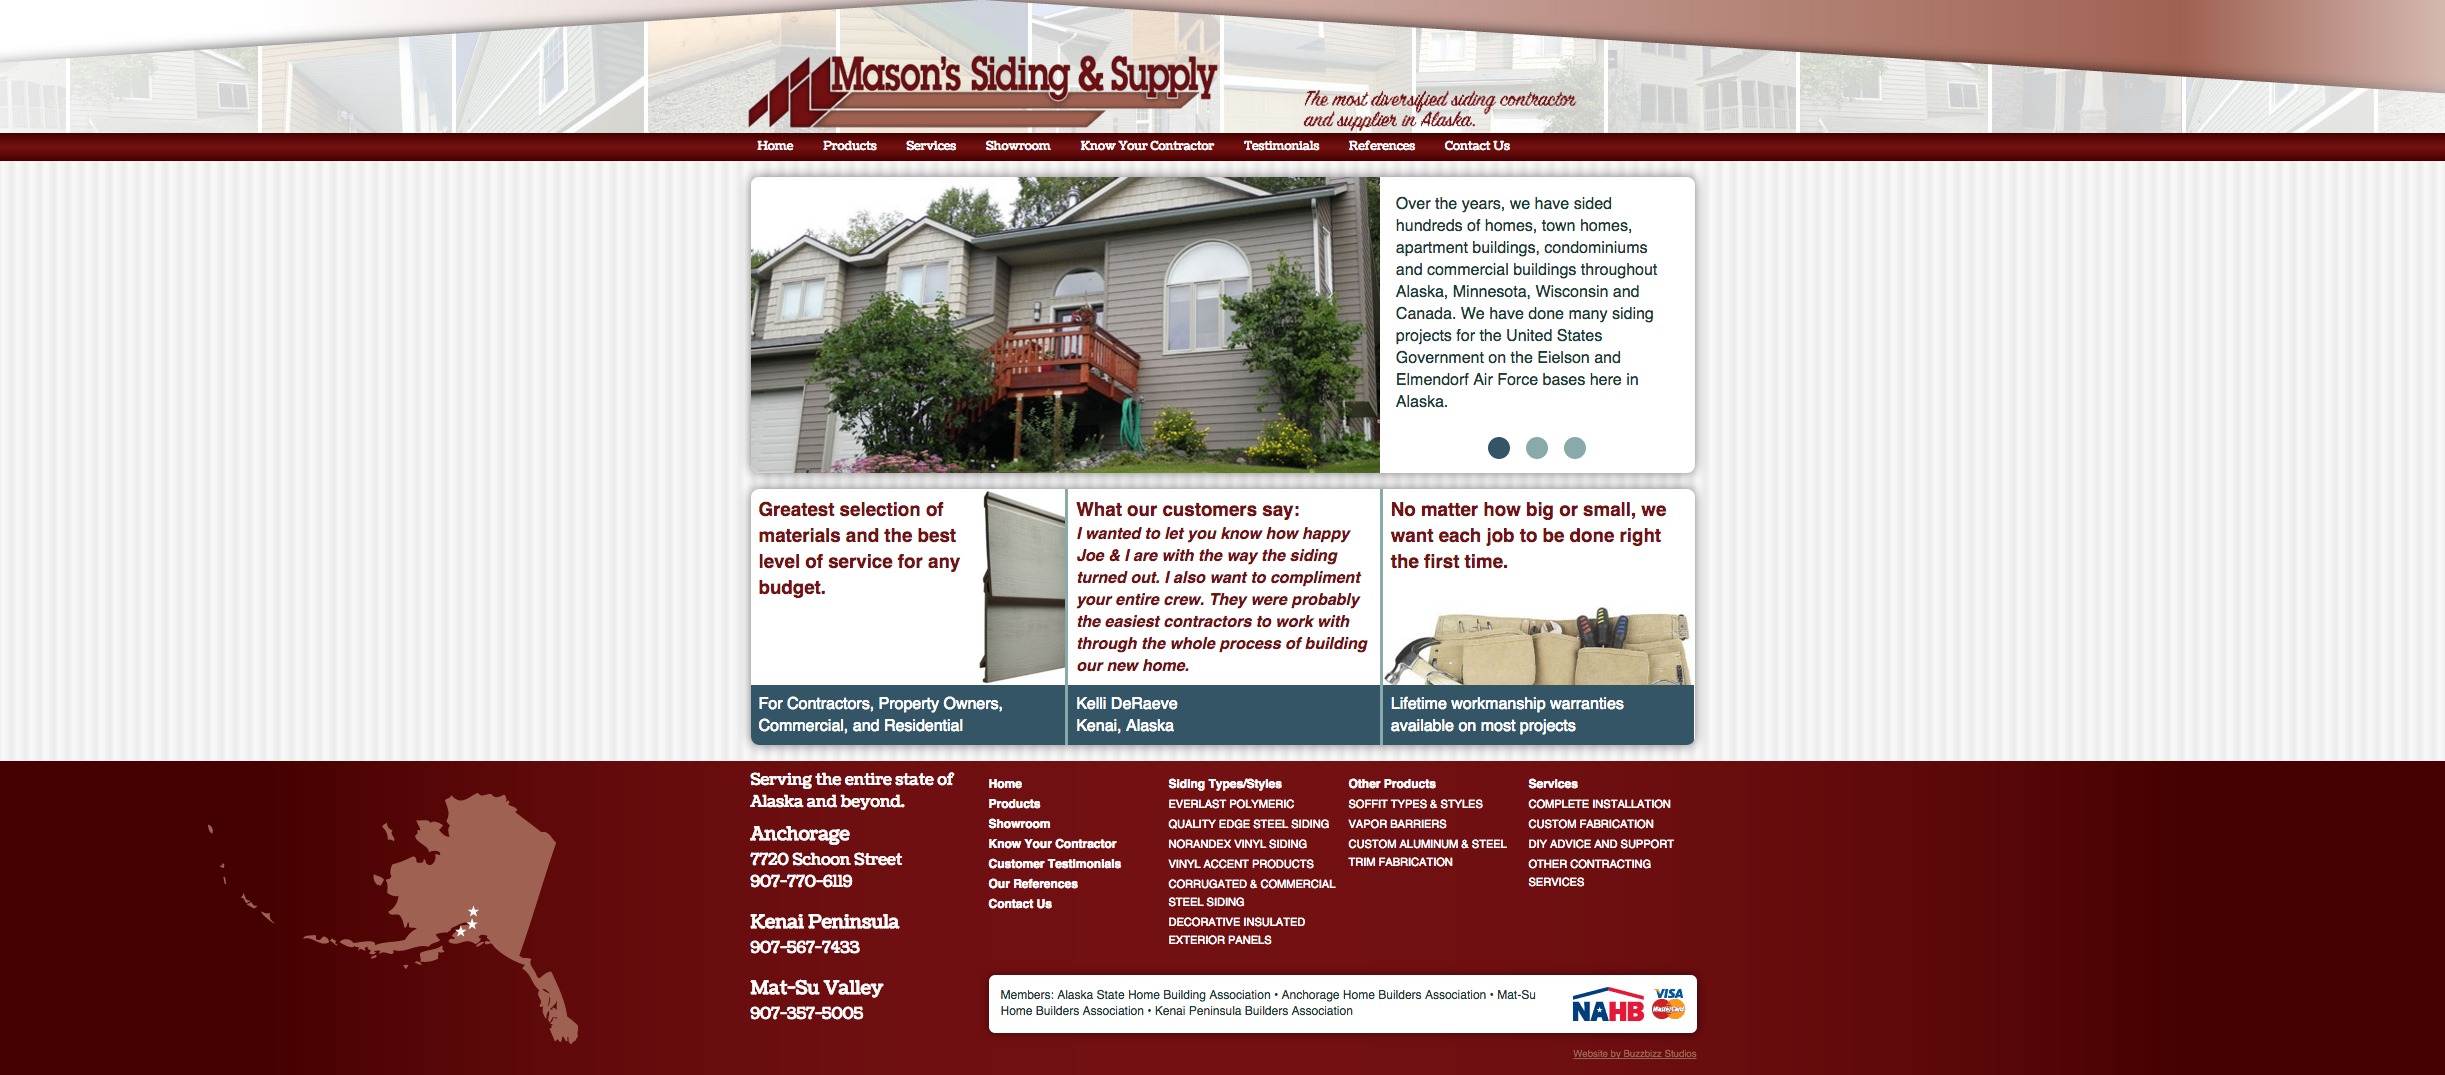 Mason's Siding & Supply
The most diversified siding contractor
and supplier in Alaska.
Home Products Services Showroom Know Your Contractor Testimonials References Contact Us
Over the years, we have sided
hundreds of homes, town homes,
apartment buildings, condominiums
and commercial buildings throughout
Alaska, Minnesota, Wisconsin and
Canada. We have done many siding
projects for the United States
Government on the Eielson and
Elmendorf Air Force bases here in
Alaska.
Greatest selection of
materials and the best
level of service for any
budget.
For Contractors, Property Owners,
Commercial, and Residential
What our customers say:
I wanted to let you know how happy
Joe & I are with the way the siding
turned out. I also want to compliment
your entire crew. They were probably
the easiest contractors to work with
through the whole process of building
our new home.
Kelli DeRaeve
Kenai, Alaska
No matter how big or small, we
want each job to be done right
the first time.
Lifetime workmanship warranties
available on most projects
Serving the entire state of
Alaska and beyond.
Anchorage
7720 Schoon Street
907-770-6119
Kenai Peninsula
907-567-7433
Mat-Su Valley
907-357-5005
Home
Products
Showroom
Know Your Contractor
Customer Testimonials
Our References
Contact Us
Siding Types/Styles
EVERLAST POLYMERIC
QUALITY EDGE STEEL SIDING
NORANDEX VINYL SIDING
VINYL ACCENT PRODUCTS
CORRUGATED & COMMERCIAL
STEEL SIDING
DECORATIVE INSULATED
EXTERIOR PANELS
Other Products
SOFFIT TYPES & STYLES
VAPOR BARRIERS
CUSTOM ALUMINUM & STEEL
TRIM FABRICATION
Services
COMPLETE INSTALLATION
CUSTOM FABRICATION
DIY ADVICE AND SUPPORT
OTHER CONTRACTING
SERVICES
Members: Alaska State Home Building Association • Anchorage Home Builders Association • Mat-Su
Home Builders Association • Kenai Peninsula Builders Association
NAHB
VISA
MasterCard
Website by Buzzbizz Studios